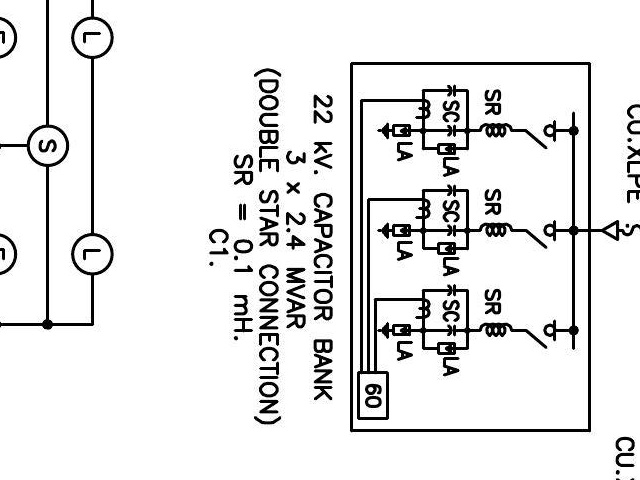 CU.XLPE
SR
SR
SR
SC
SC
SC
LA
LA
LA
LA
LA
LA
60
22 kV. CAPACITOR BANK
3 x 2.4 MVAR
(DOUBLE STAR CONNECTION)
SR = 0.1 mH.
C1.
L
S
L